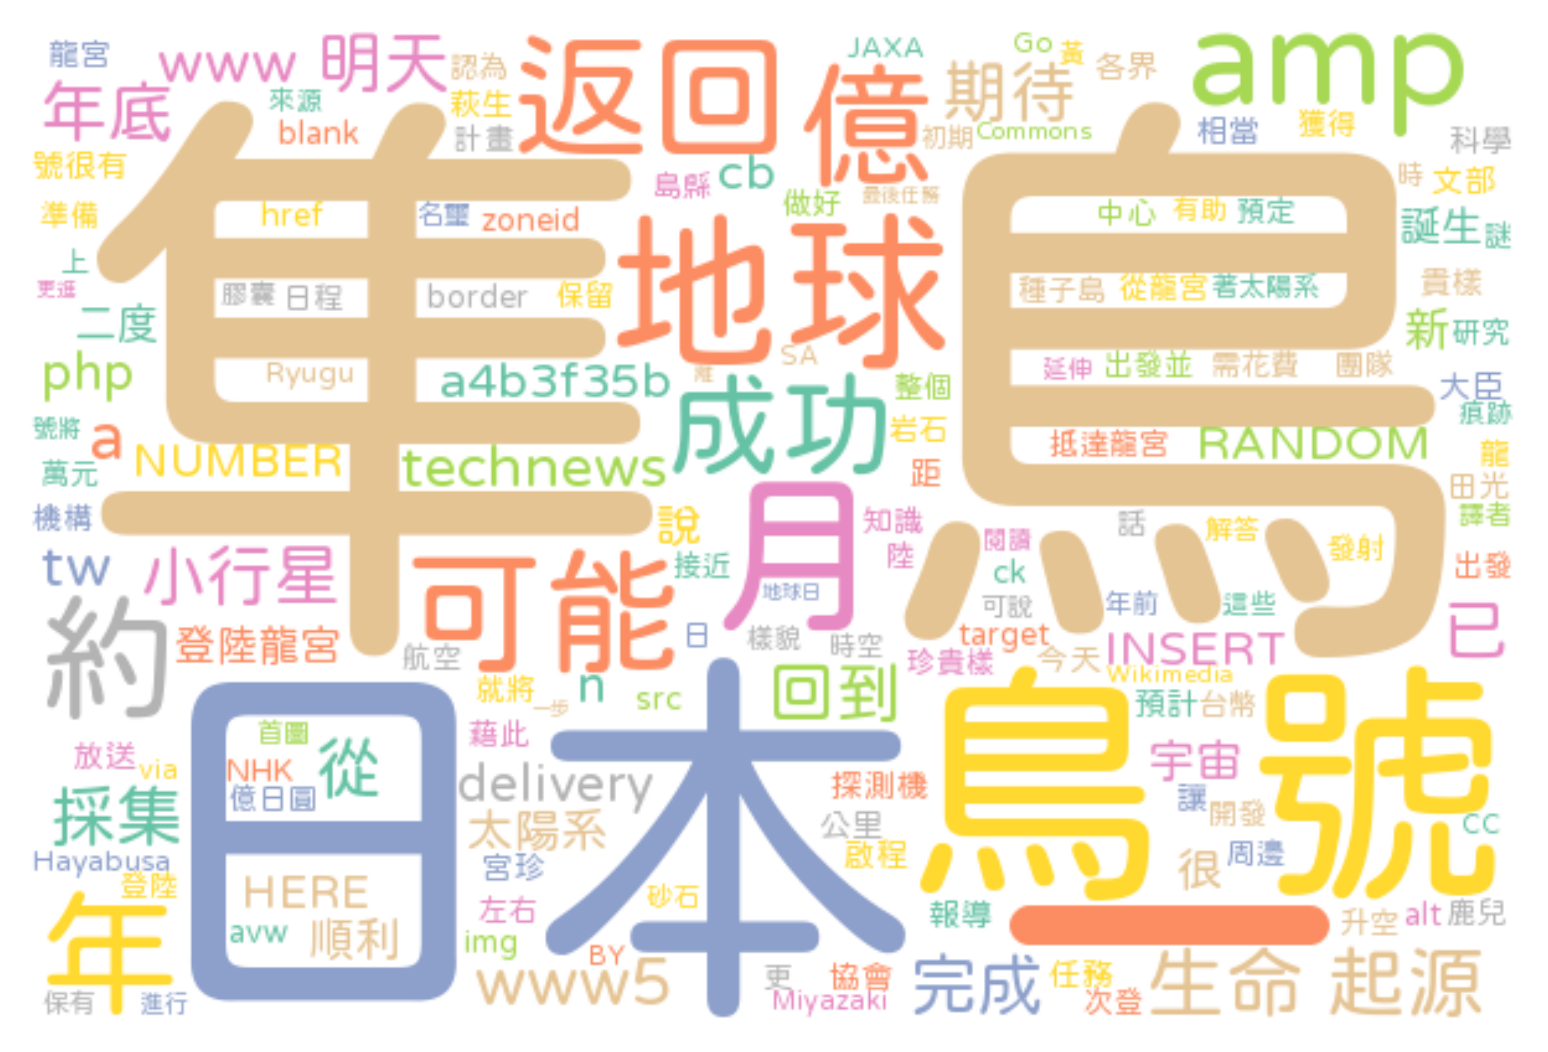 龍宮
www
明天
認為
返回
億
JAXA
Go
黃
各界
amp
年底
來源
blank
萩生
計畫
期待
初期
Commons
相當
獲得
科學
號很有
隼鳥
島縣
cb
做好
最後任務
時
文部
準備
href
名璽
zoneid
地球
中心
有助
預定
誕生
謎
上
更進
膠囊
日程
border
保留
種子島
從龍宮
著太陽系
貴樣
二度
新
研究
php
Ryugu
a4b3f35b
離
SA
整個
延伸
出發並
需花費
團隊
大臣
號將
a
NUMBER
technews
成功
岩石
距
抵達龍宮
RANDOM
痕跡
龍
萬元
田光
機構
說
月
知識
陸
閱讀
話
解答
發射
譯者
tw
小行星
可能
接近
地球日
ck
可說
年前
這些
出發
約
登陸龍宮
航空
日
樣貌
時空
珍貴樣
target
今天
INSERT
已
就將
一步
n
src
回到
Wikimedia
預計
台幣
鳥號
日本
首圖
從
NHK
億日圓
藉此
放送
via
delivery
探測機
宇宙
讓
開發
採集
太陽系
公里
啟程
cc
Hayabusa
登陸
宮珍
很
周邊
年
HERE
avw
順利
左右
砂石
img
BY
報導
一
升空
alt
鹿兒
保有
進行
www5
更
協會
Miyazaki
完成
任務
次登
生命
起源